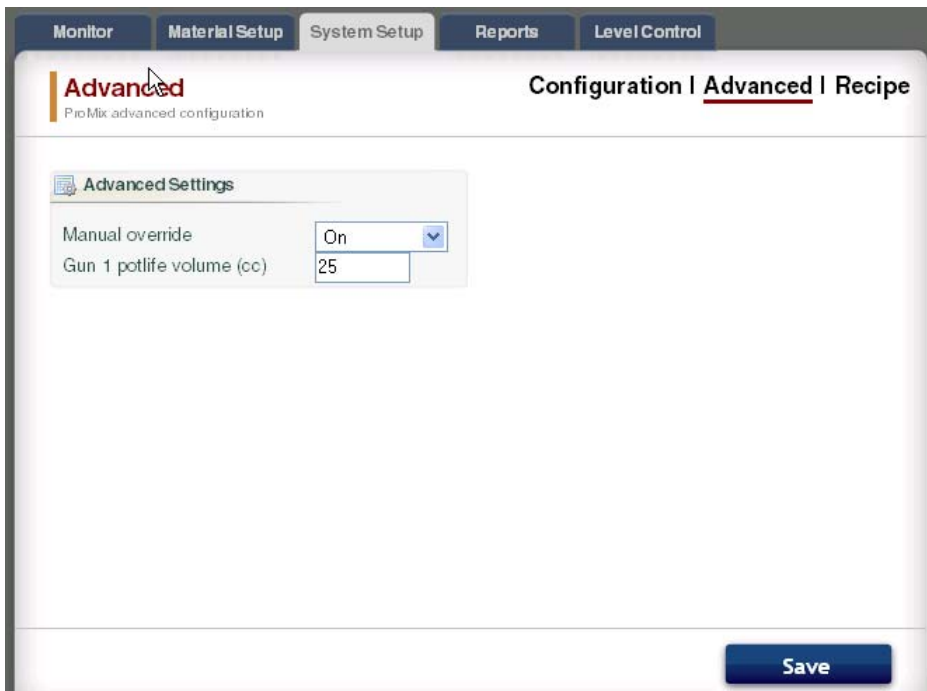 Monitor Material Setup System Setup Reports Level Control
Advanced
ProMix advanced configuration
Configuration | Advanced | Recipe
Advanced Settings
Manual override On
Gun 1 potlife volume (cc) 25
Save